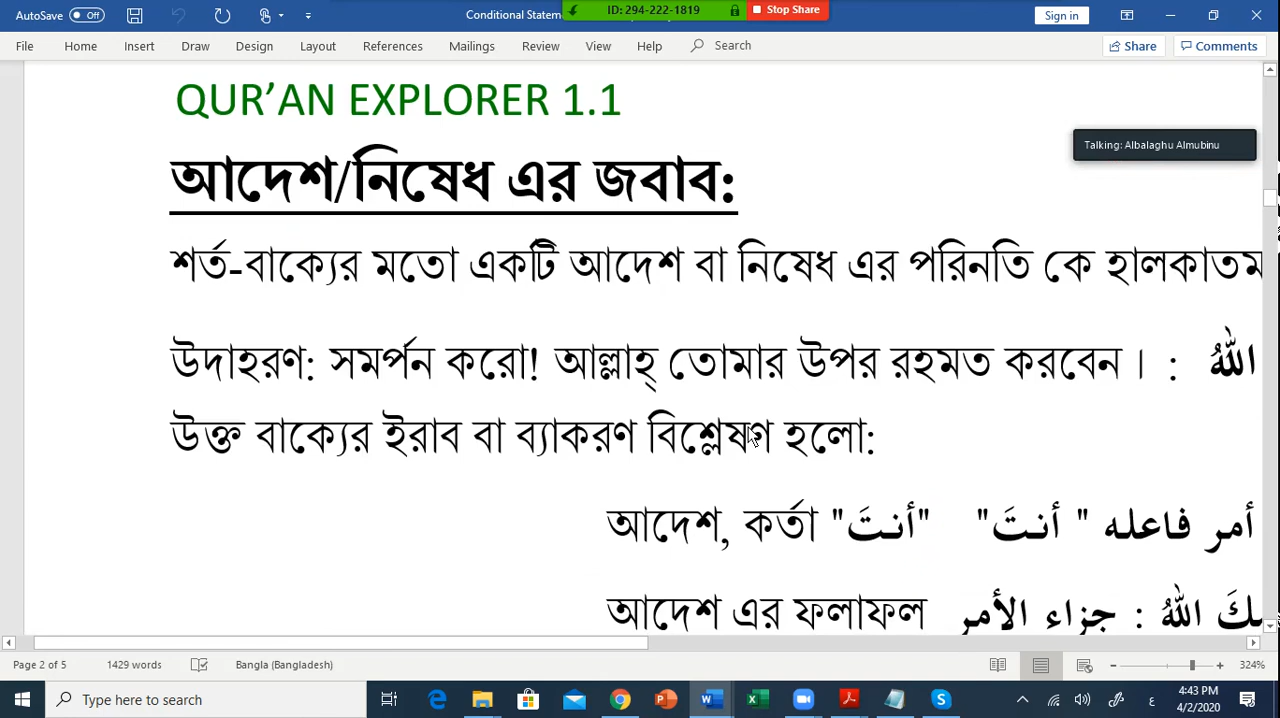 AutoSave Off
Conditional Statem
ID: 294-222-1819
Stop Share
Sign in
File Home Insert Draw Design Layout References Mailings Review View Help Search Share Comments
QUR’AN EXPLORER 1.1
Talking: Albalaghu Almubinu
আদেশ/নিষেধ এর জবাব:
শর্ত-বাক্যের মতো একটি আদেশ বা নিষেধ এর পরিনতি কে হালকাতম
উদাহরণ: সমর্পন করো! আল্লাহ্ তোমার উপর রহমত করবেন। : اللهُ
উক্ত বাক্যের ইরাব বা ব্যাকরণ বিশ্লেষণ হলো:
আদেশ, কর্তা "أنتَ" أمر فاعله " أنتَ"
আদেশ এর ফলাফল كَ اللهُ : جزاء الأمر
Page 2 of 5 1429 words Bangla (Bangladesh) 324%
Type here to search
ع
4:43 PM
4/2/2020